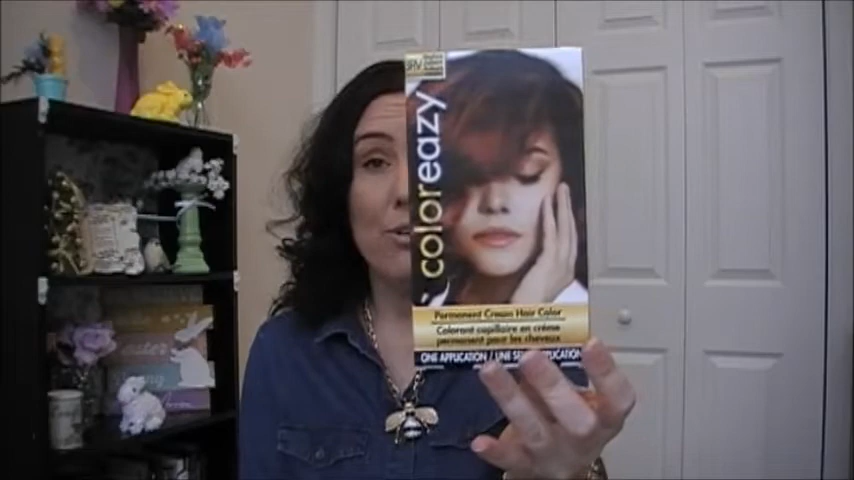 coloreazy
Permanent Cream Hair Color
Colorant capillaire en crème
permanent pour les cheveux
ONE APPLICATION / UNE SEULE APPLICATION